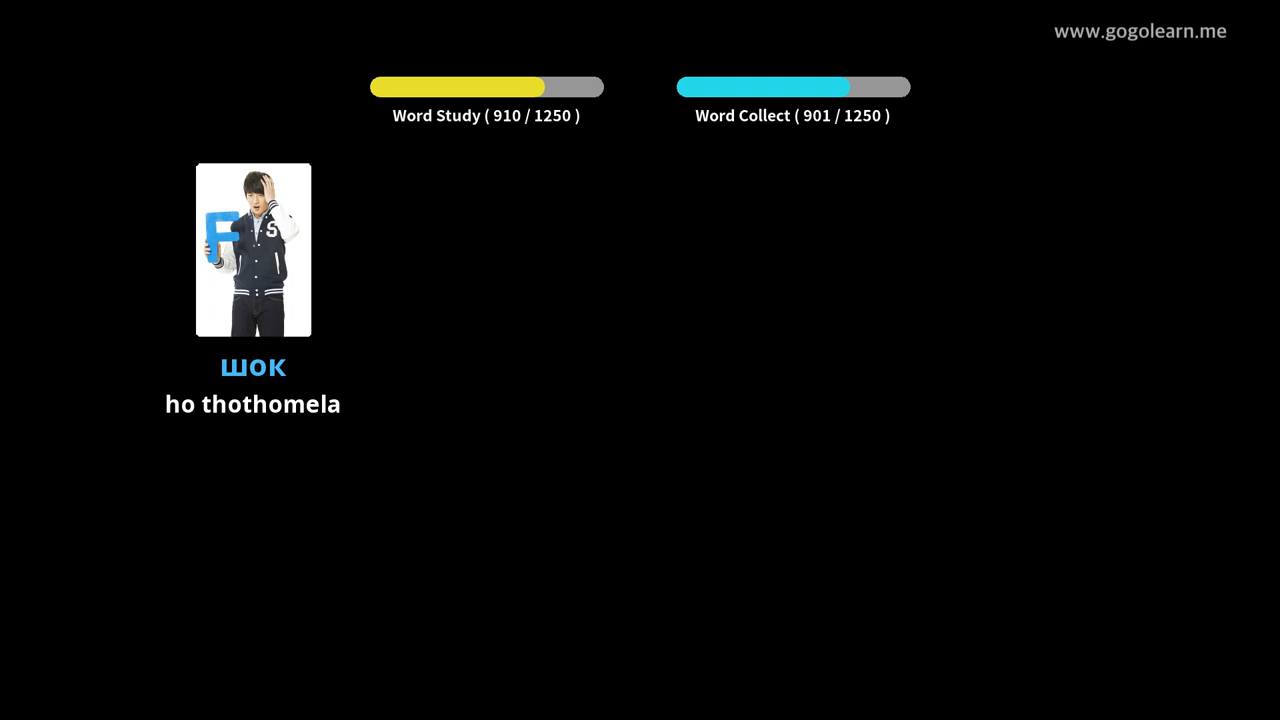 www.gogolearn.me
Word Study ( 910 / 1250 )
Word Collect ( 901 / 1250 )
F
S
шок
ho thothomela